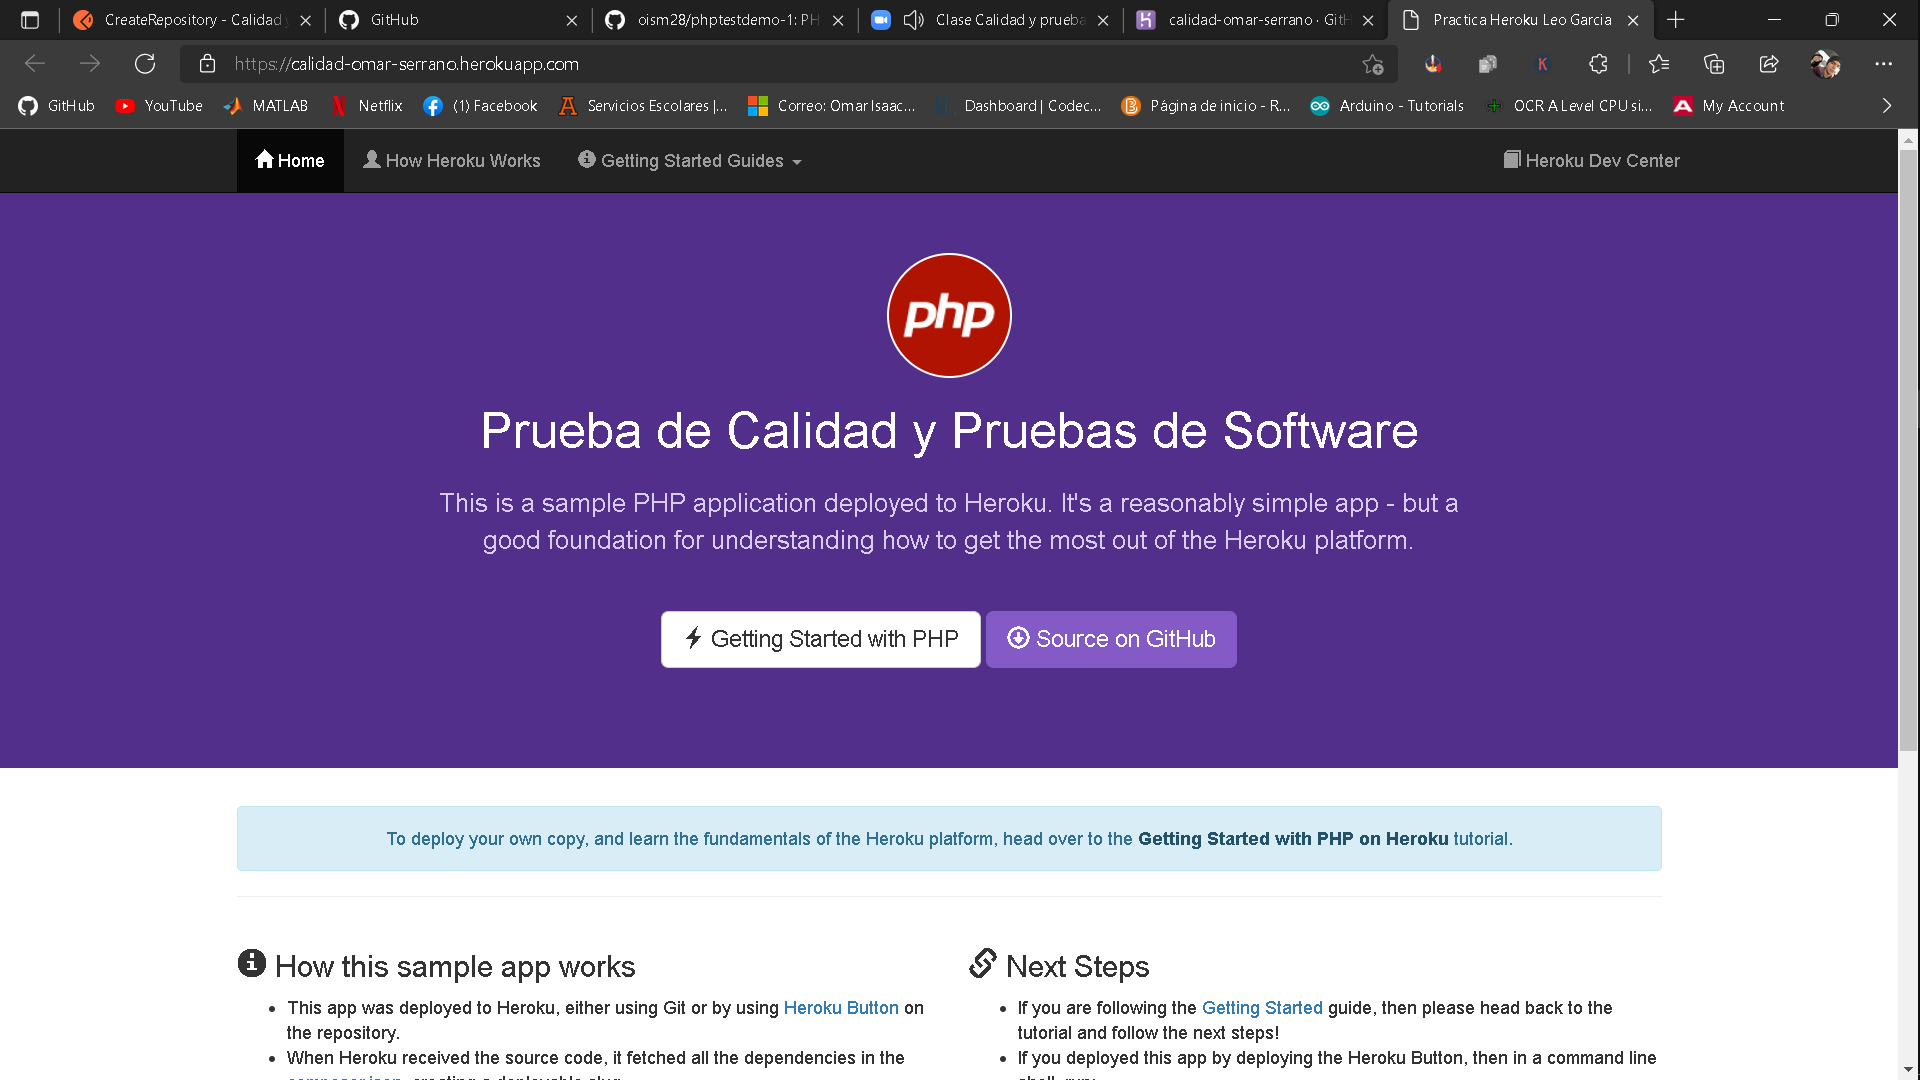 CreateRepository - Calidad y
GitHub
oism28/phptestdemo-1: PH
Clase Calidad y prueba
calidad-omar-serrano · GitH
Practica Heroku Leo Garcia
https://calidad-omar-serrano.herokuapp.com
K
GitHub
YouTube
MATLAB
Netflix
(1) Facebook
Servicios Escolares |...
Correo: Omar Isaac...
Dashboard | Codec...
Página de inicio - R...
Arduino - Tutorials
OCR A Level CPU si...
My Account
Home
How Heroku Works
Getting Started Guides
Heroku Dev Center
php
Prueba de Calidad y Pruebas de Software
This is a sample PHP application deployed to Heroku. It's a reasonably simple app - but a
good foundation for understanding how to get the most out of the Heroku platform.
Getting Started with PHP
Source on GitHub
To deploy your own copy, and learn the fundamentals of the Heroku platform, head over to the Getting Started with PHP on Heroku tutorial.
How this sample app works
This app was deployed to Heroku, either using Git or by using Heroku Button on
the repository.
When Heroku received the source code, it fetched all the dependencies in the
composer.json, creating a deployable slug.
Next Steps
If you are following the Getting Started guide, then please head back to the
tutorial and follow the next steps!
If you deployed this app by deploying the Heroku Button, then in a command line
shell, run: